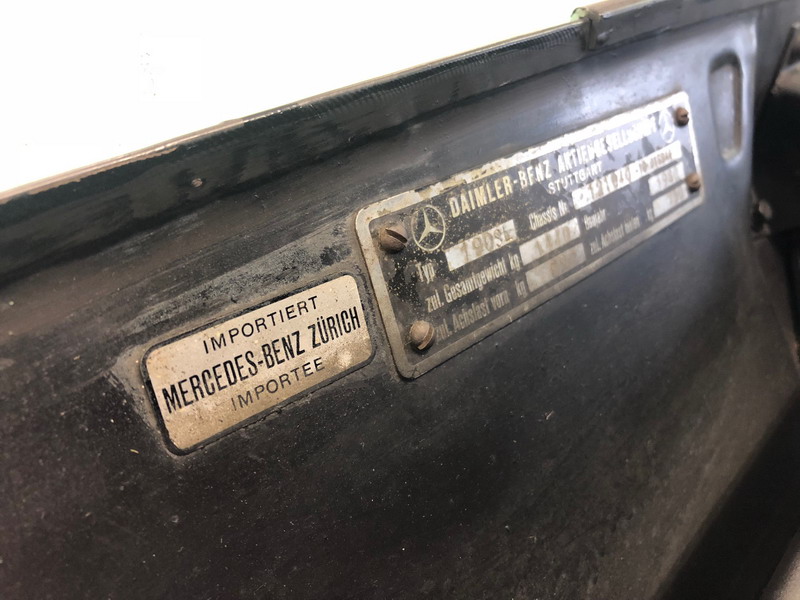 IMPORTIERT
MERCEDES-BENZ ZÜRICH
IMPORTEE
DAIMLER-BENZ AKTIENGESELLSCHAFT
STUTTGART
Typ 190SL Chassis Nr.
zul. Gesamtgewicht kg
zul. Achslast vorn kg zul. Achslast hinten kg